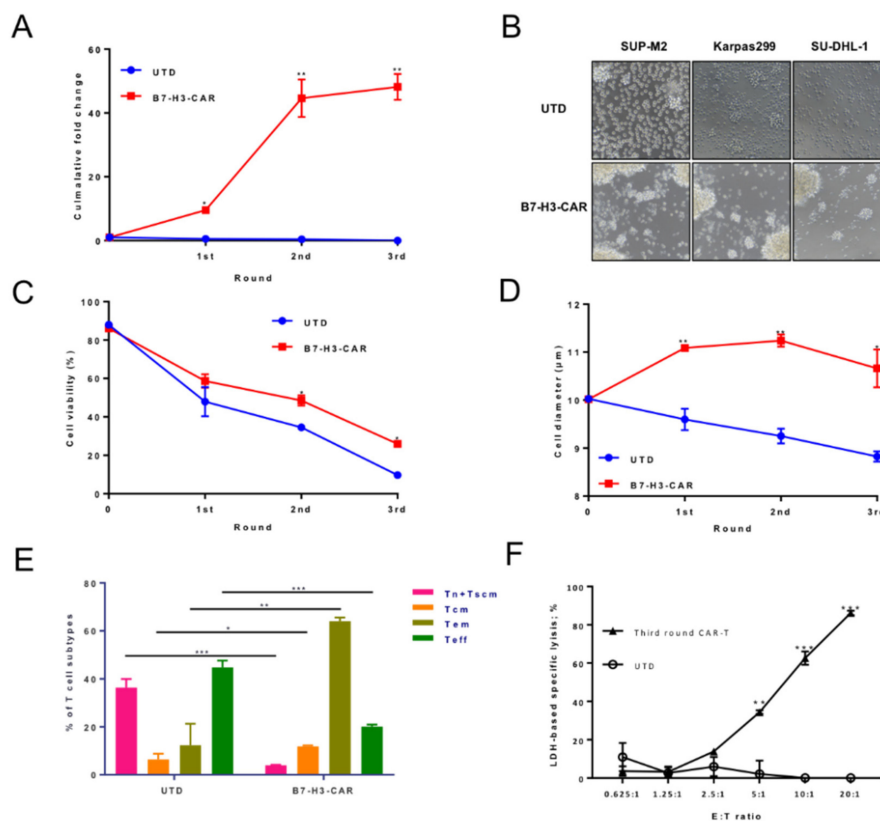 A
Culmalative fold change
60
40
20
0
UTD
B7-H3-CAR
*
**
**
1st
2nd
3rd
Round
B
SUP-M2
Karpas299
SU-DHL-1
UTD
B7-H3-CAR
C
Cell viability (%)
100
80
60
40
20
0
UTD
B7-H3-CAR
*
*
0
1st
2nd
3rd
Round
D
Cell diameter (μm)
12
11
10
9
8
**
**
*
UTD
B7-H3-CAR
0
1st
2nd
3rd
Round
E
% of T cell subtypes
80
60
40
20
0
***
**
*
***
Tn+Tscm
Tcm
Tem
Teff
UTD
B7-H3-CAR
F
LDH-based specific lyisis; %
100
80
60
40
20
0
Third round CAR-T
UTD
**
***
***
0.625:1
1.25:1
2.5:1
5:1
10:1
20:1
E:T ratio